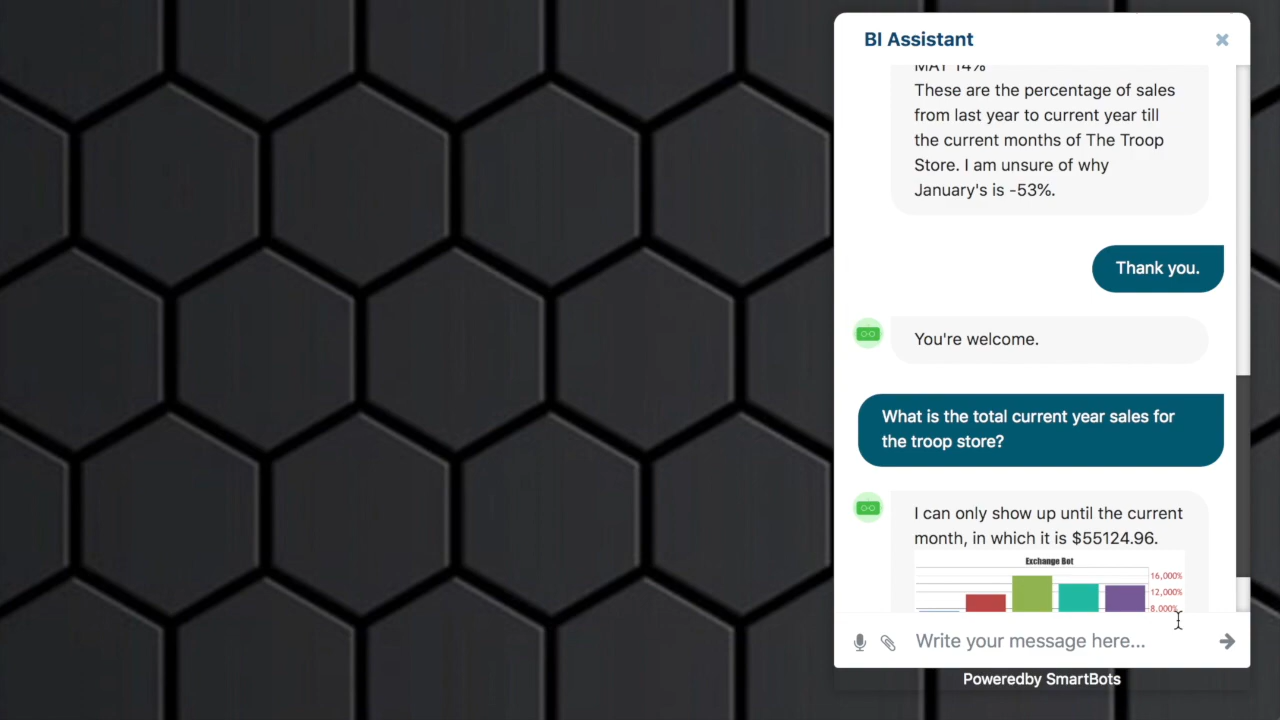 BI Assistant
MAY 14%
These are the percentage of sales
from last year to current year till
the current months of The Troop
Store. I am unsure of why
January's is -53%.
Thank you.
You're welcome.
What is the total current year sales for
the troop store?
I can only show up until the current
month, in which it is $55124.96.
Exchange Bot
16,000%
12,000%
8,000%
Write your message here...
Poweredby SmartBots